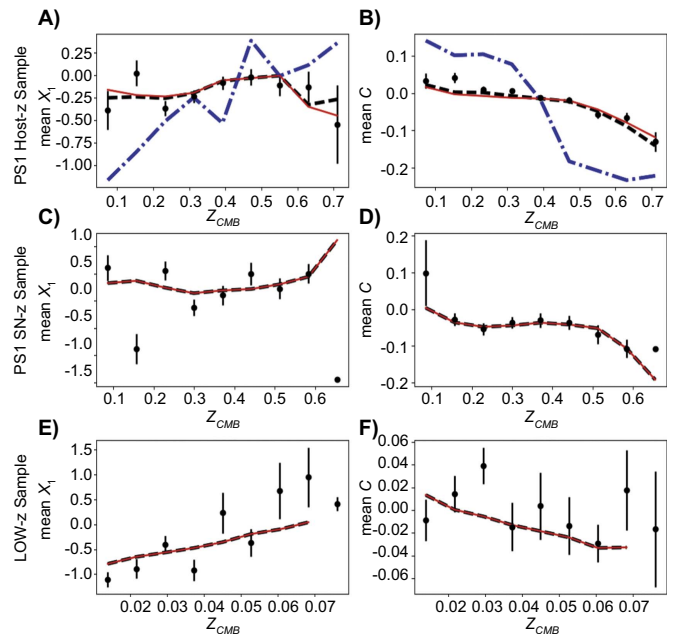 A)
B)
PS1 Host-z Sample
mean X₁
0.25
0.00
-0.25
-0.50
-0.75
-1.00
0.1 0.2 0.3 0.4 0.5 0.6 0.7
Z_CMB
mean C
0.1
0.0
-0.1
-0.2
0.1 0.2 0.3 0.4 0.5 0.6 0.7
Z_CMB
C)
D)
PS1 SN-z Sample
mean X₁
1.0
0.5
0.0
-0.5
-1.0
-1.5
0.1 0.2 0.3 0.4 0.5 0.6
Z_CMB
mean C
0.2
0.1
0.0
-0.1
-0.2
0.1 0.2 0.3 0.4 0.5 0.6
Z_CMB
E)
F)
LOW-z Sample
mean X₁
1.5
1.0
0.5
0.0
-0.5
-1.0
0.02 0.03 0.04 0.05 0.06 0.07
Z_CMB
mean C
0.06
0.04
0.02
0.00
-0.02
-0.04
-0.06
0.02 0.03 0.04 0.05 0.06 0.07
Z_CMB